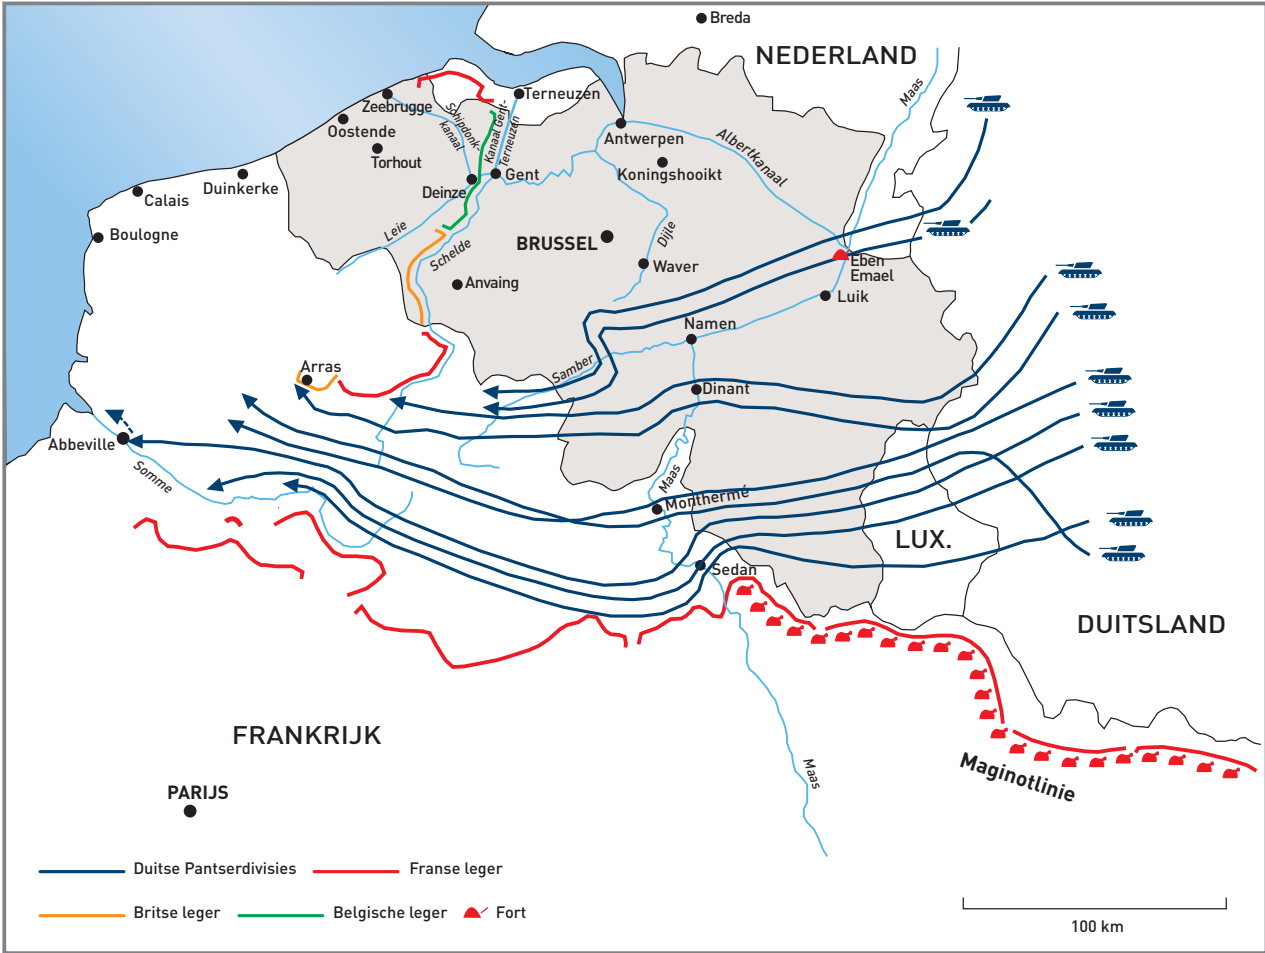 Breda
NEDERLAND
Maas
Zeebrugge
Terneuzen
Schipdonk-
kanaal
Kanaal Gent-
Terneuzen
Oostende
Antwerpen
Albertkanaal
Torhout
Koningshooikt
Gent
Duinkerke
Deinze
Calais
Boulogne
Leie
Schelde
BRUSSEL
Dijle
Waver
Eben
Emael
Anvaing
Luik
Namen
Samber
Arras
Dinant
Abbeville
Somme
Maas
Monthermé
LUX.
Sedan
DUITSLAND
FRANKRIJK
Maas
Maginotlinie
PARIJS
Duitse Pantserdivisies
Franse leger
Britse leger
Belgische leger
Fort
100 km